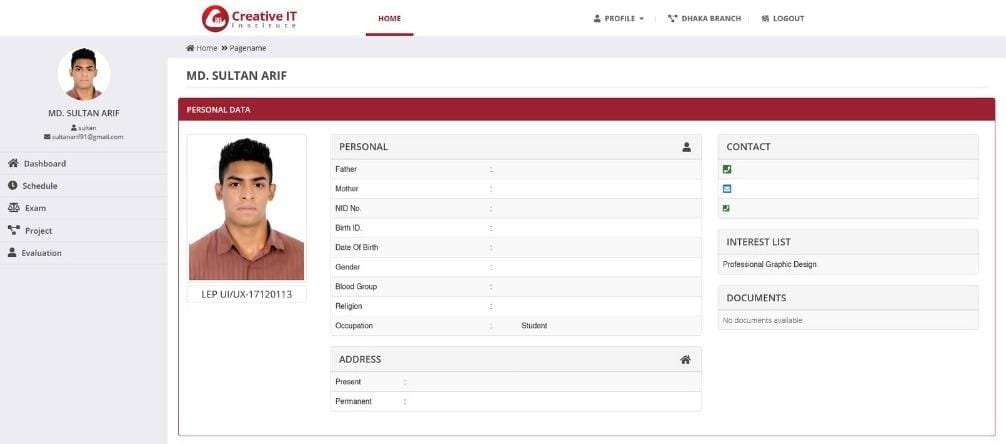 Creative IT
Institute
HOME
PROFILE
DHAKA BRANCH
LOGOUT
Home » Pagename
MD. SULTAN ARIF
sultan
sultanarif91@gmail.com
Dashboard
Schedule
Exam
Project
Evaluation
MD. SULTAN ARIF
PERSONAL DATA
LEP UI/UX-17120113
PERSONAL
Father :
Mother :
NID No. :
Birth ID. :
Date Of Birth :
Gender :
Blood Group :
Religion :
Occupation : Student
ADDRESS
Present :
Permanent :
CONTACT
INTEREST LIST
Professional Graphic Design
DOCUMENTS
No documents available